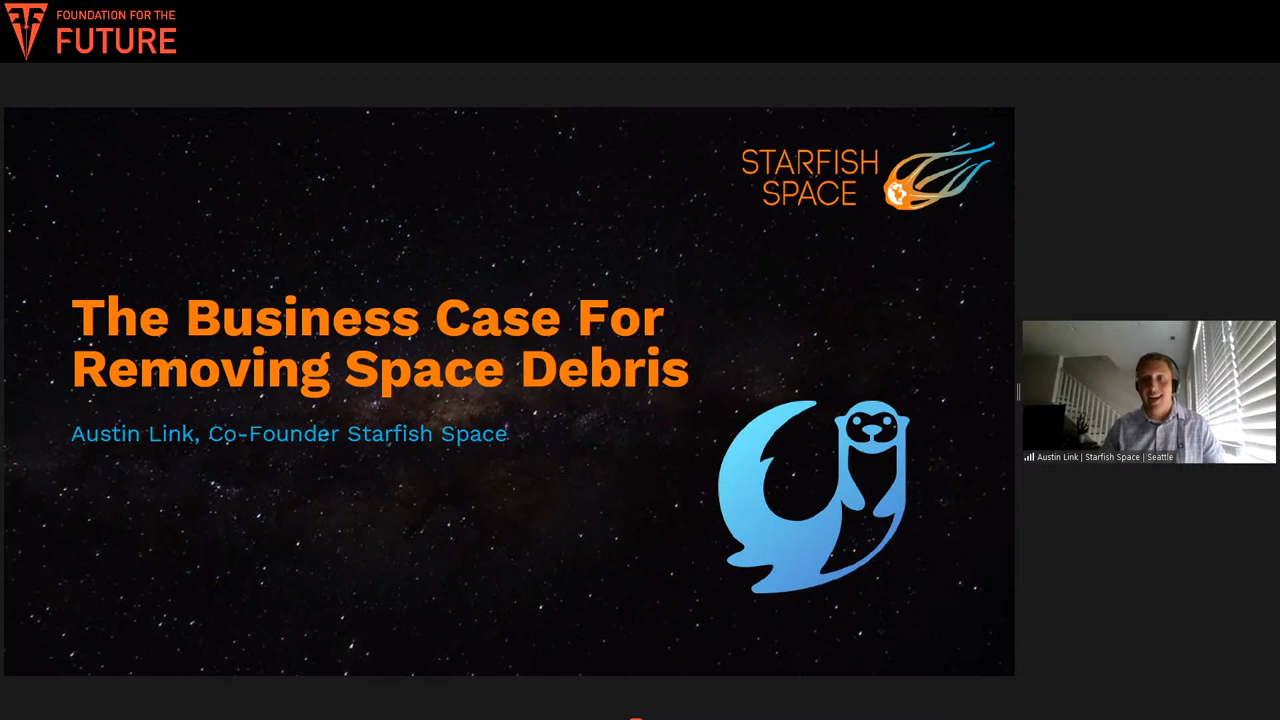 FOUNDATION FOR THE
FUTURE
STARFISH
SPACE
The Business Case For
Removing Space Debris
Austin Link, Co-Founder Starfish Space
Austin Link | Starfish Space | Seattle